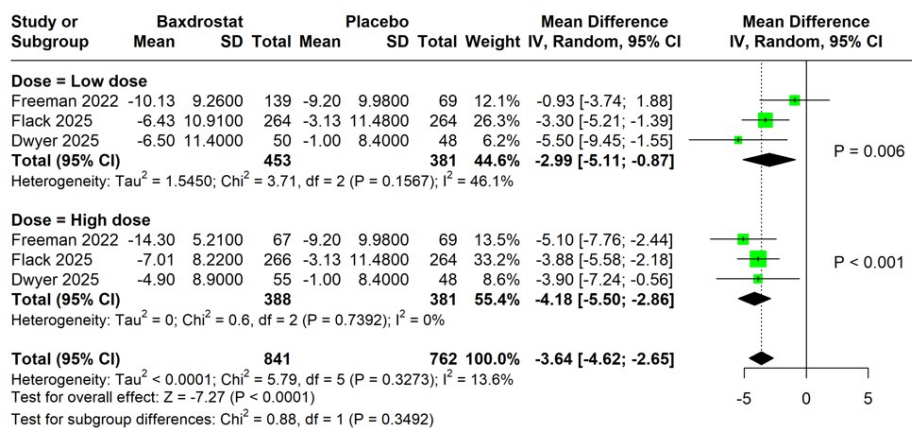 Study or Baxdrostat Placebo Mean Difference Mean Difference
Subgroup Mean SD Total Mean SD Total Weight IV, Random, 95% CI IV, Random, 95% CI
Dose = Low dose
Freeman 2022 -10.13 9.2600 139 -9.20 9.9800 69 12.1% -0.93 [-3.74; 1.88]
Flack 2025 -6.43 10.9100 264 -3.13 11.4800 264 26.3% -3.30 [-5.21; -1.39]
Dwyer 2025 -6.50 11.4000 50 -1.00 8.4000 48 6.2% -5.50 [-9.45; -1.55]
Total (95% CI) 453 381 44.6% -2.99 [-5.11; -0.87] P = 0.006
Heterogeneity: Tau² = 1.5450; Chi² = 3.71, df = 2 (P = 0.1567); I² = 46.1%
Dose = High dose
Freeman 2022 -14.30 5.2100 67 -9.20 9.9800 69 13.5% -5.10 [-7.76; -2.44]
Flack 2025 -7.01 8.2200 266 -3.13 11.4800 264 33.2% -3.88 [-5.58; -2.18] P < 0.001
Dwyer 2025 -4.90 8.9000 55 -1.00 8.4000 48 8.6% -3.90 [-7.24; -0.56]
Total (95% CI) 388 381 55.4% -4.18 [-5.50; -2.86]
Heterogeneity: Tau² = 0; Chi² = 0.6, df = 2 (P = 0.7392); I² = 0%
Total (95% CI) 841 762 100.0% -3.64 [-4.62; -2.65]
Heterogeneity: Tau² < 0.0001; Chi² = 5.79, df = 5 (P = 0.3273); I² = 13.6%
Test for overall effect: Z = -7.27 (P < 0.0001)
-5 0 5
Test for subgroup differences: Chi² = 0.88, df = 1 (P = 0.3492)